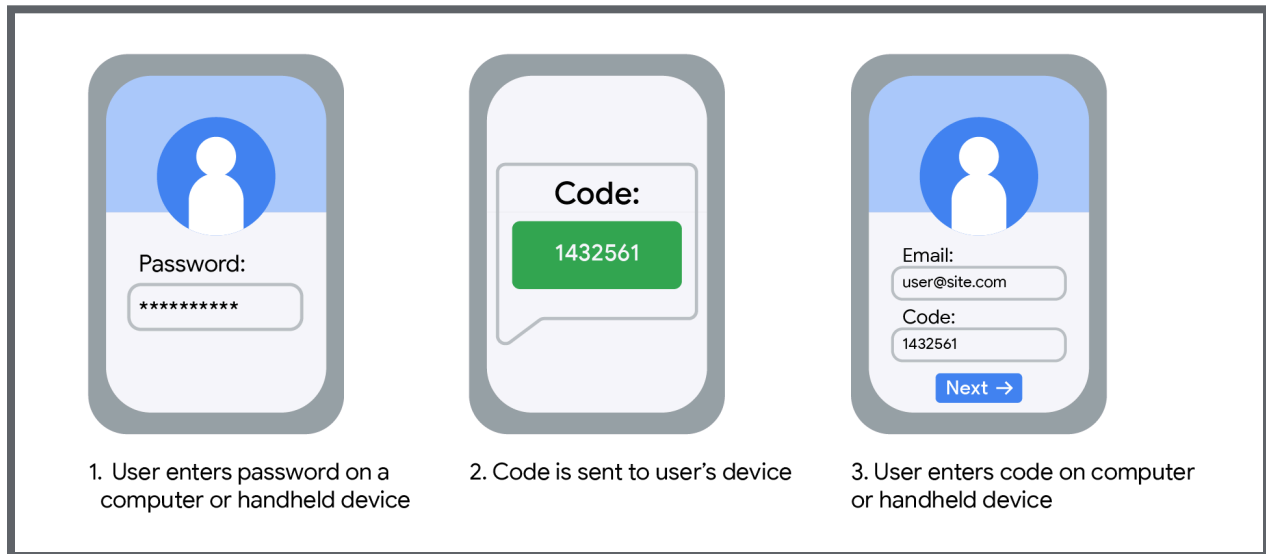 Password:
**********
1. User enters password on a
computer or handheld device
Code:
1432561
2. Code is sent to user's device
Email:
user@site.com
Code:
1432561
Next →
3. User enters code on computer
or handheld device